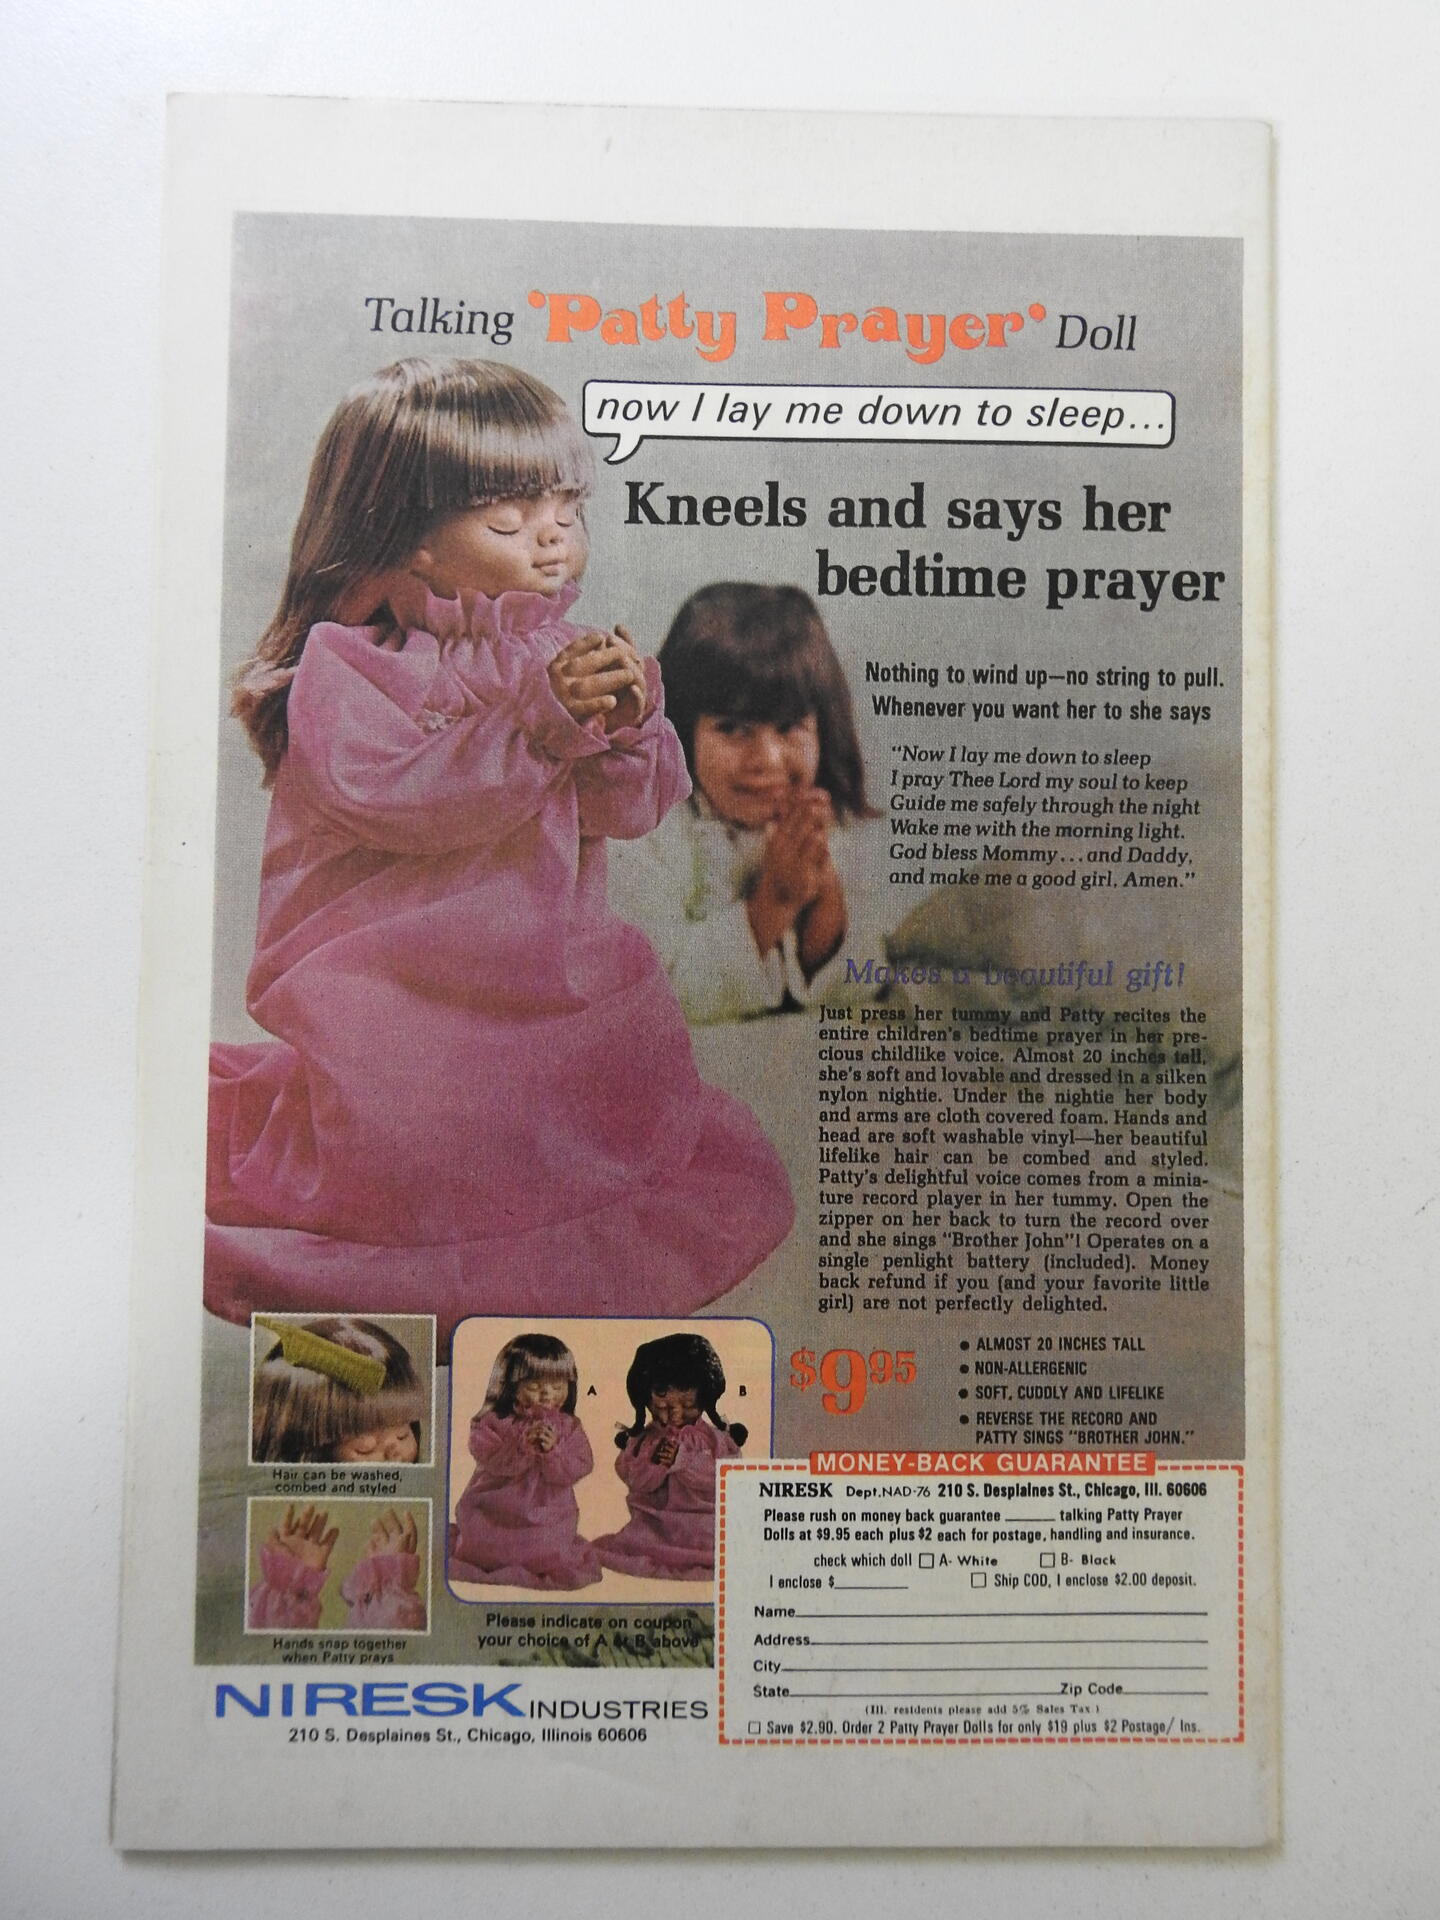 Talking 'Patty Prayer' Doll
now I lay me down to sleep...
Kneels and says her
bedtime prayer
Nothing to wind up—no string to pull.
Whenever you want her to she says
"Now I lay me down to sleep
I pray Thee Lord my soul to keep
Guide me safely through the night
Wake me with the morning light.
God bless Mommy...and Daddy,
and make me a good girl, Amen."
Makes a beautiful gift!
Just press her tummy and Patty recites the
entire children's bedtime prayer in her pre-
cious childlike voice. Almost 20 inches tall,
she's soft and lovable and dressed in a silken
nylon nightie. Under the nightie her body
and arms are cloth covered foam. Hands and
head are soft washable vinyl—her beautiful
lifelike hair can be combed and styled.
Patty's delightful voice comes from a minia-
ture record player in her tummy. Open the
zipper on her back to turn the record over
and she sings "Brother John"! Operates on a
single penlight battery (included). Money
back refund if you (and your favorite little
girl) are not perfectly delighted.
$9.95
• ALMOST 20 INCHES TALL
• NON-ALLERGENIC
• SOFT, CUDDLY AND LIFELIKE
• REVERSE THE RECORD AND
PATTY SINGS "BROTHER JOHN."
Hair can be washed,
combed and styled
Hands snap together
when Patty prays
A
B
Please indicate on coupon
your choice of A or B above
NIRESK INDUSTRIES
210 S. Desplaines St., Chicago, Illinois 60606
MONEY-BACK GUARANTEE
NIRESK Dept.NAD-76 210 S. Desplaines St., Chicago, Ill. 60606
Please rush on money back guarantee ______ talking Patty Prayer
Dolls at $9.95 each plus $2 each for postage, handling and insurance.
check which doll □ A- White □ B- Black
I enclose $________ □ Ship COD, I enclose $2.00 deposit.
Name
Address
City
State Zip Code
(Ill. residents please add 5% Sales Tax)
□ Save $2.90. Order 2 Patty Prayer Dolls for only $19 plus $2 Postage/ Ins.